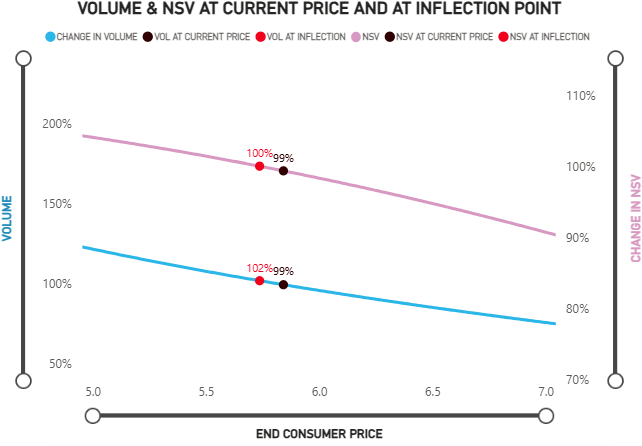 VOLUME & NSV AT CURRENT PRICE AND AT INFLECTION POINT
CHANGE IN VOLUME VOL AT CURRENT PRICE VOL AT INFLECTION NSV NSV AT CURRENT PRICE NSV AT INFLECTION
110%
200%
100% 99%
100%
150%
VOLUME
CHANGE IN NSV
90%
102% 99%
100%
80%
50%
70%
5.0 5.5 6.0 6.5 7.0
END CONSUMER PRICE